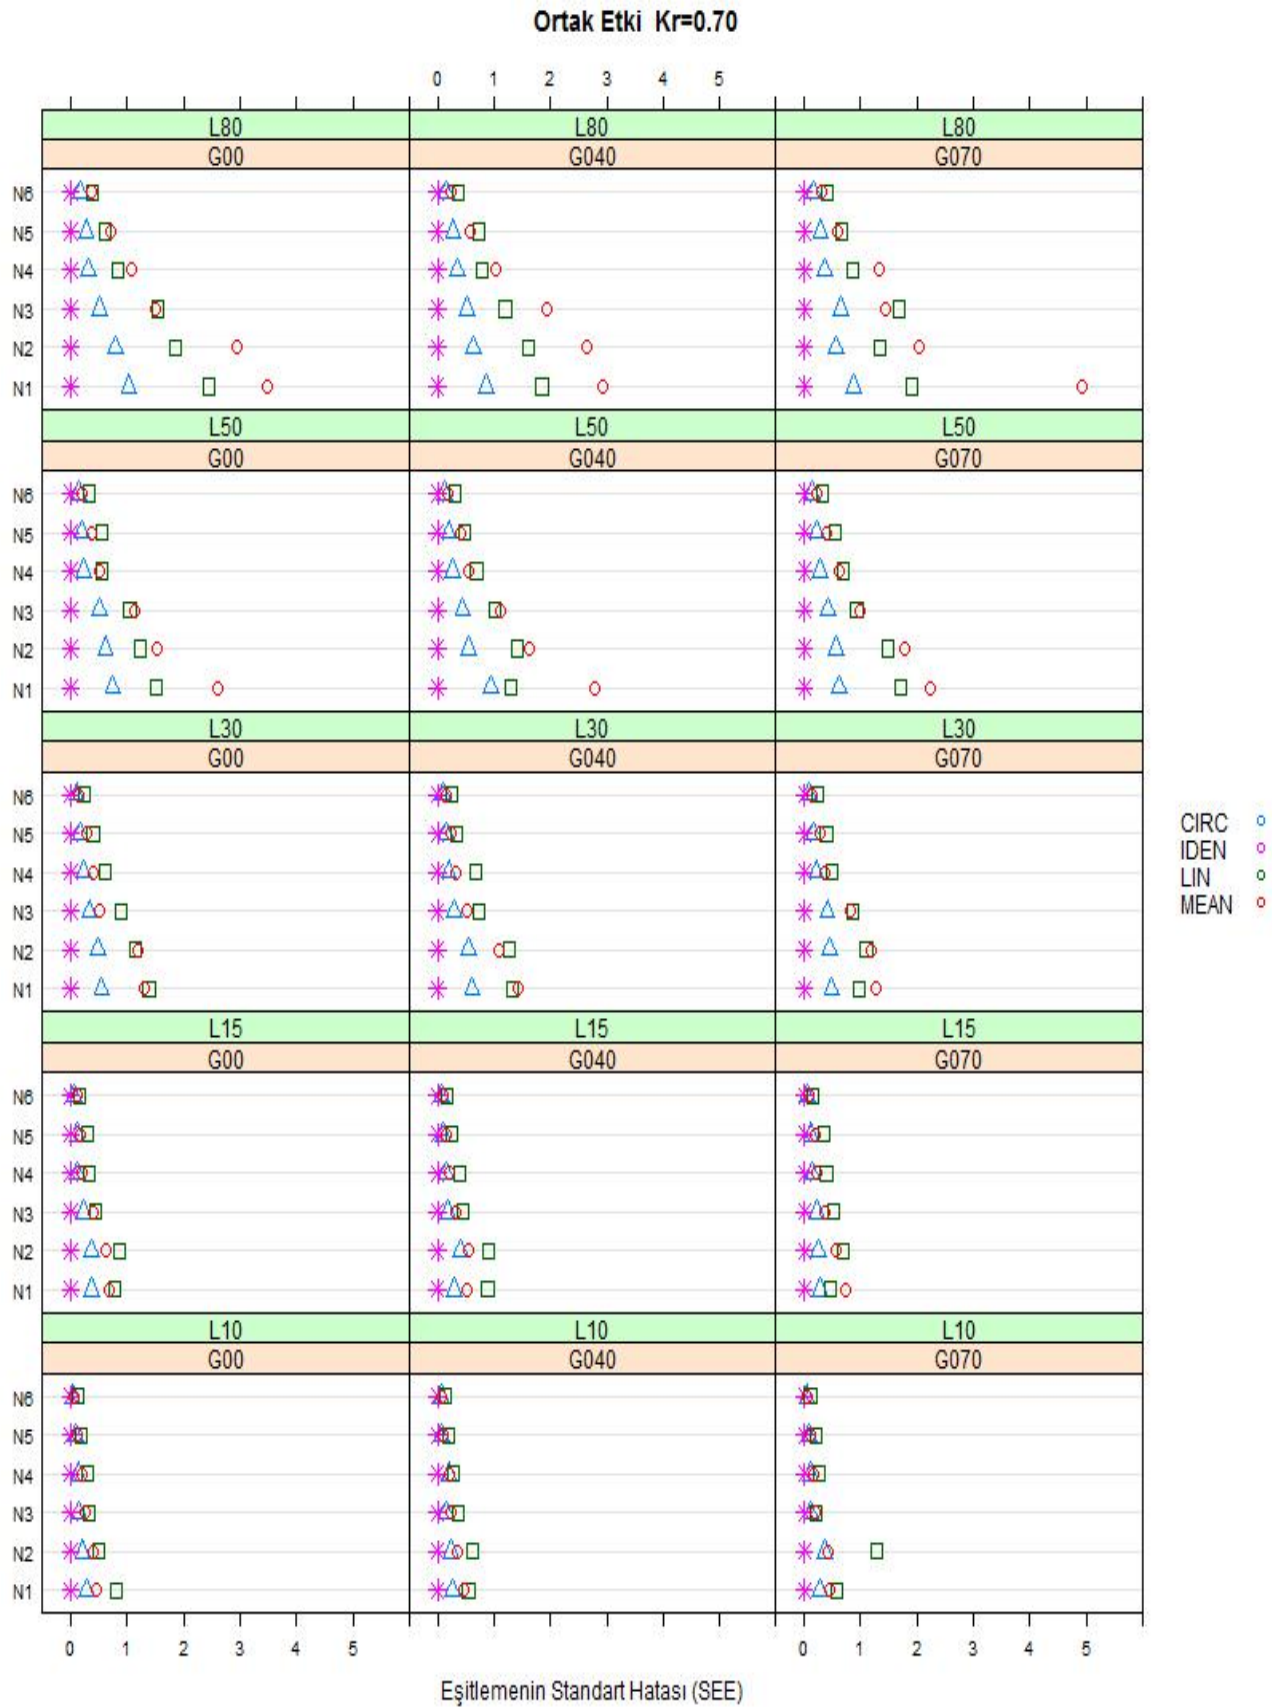 Ortak Etki Kr=0.70
0 1 2 3 4 5
L80 L80 L80
G00 G040 G070
N6
N5
N4
N3
N2
N1
L50 L50 L50
G00 G040 G070
N6
N5
N4
N3
N2
N1
L30 L30 L30
G00 G040 G070
N6
N5
N4
N3
N2
N1
CIRC
IDEN
LIN
MEAN
L15 L15 L15
G00 G040 G070
N6
N5
N4
N3
N2
N1
L10 L10 L10
G00 G040 G070
N6
N5
N4
N3
N2
N1
0 1 2 3 4 5 0 1 2 3 4 5
Eşitlemenin Standart Hatası (SEE)